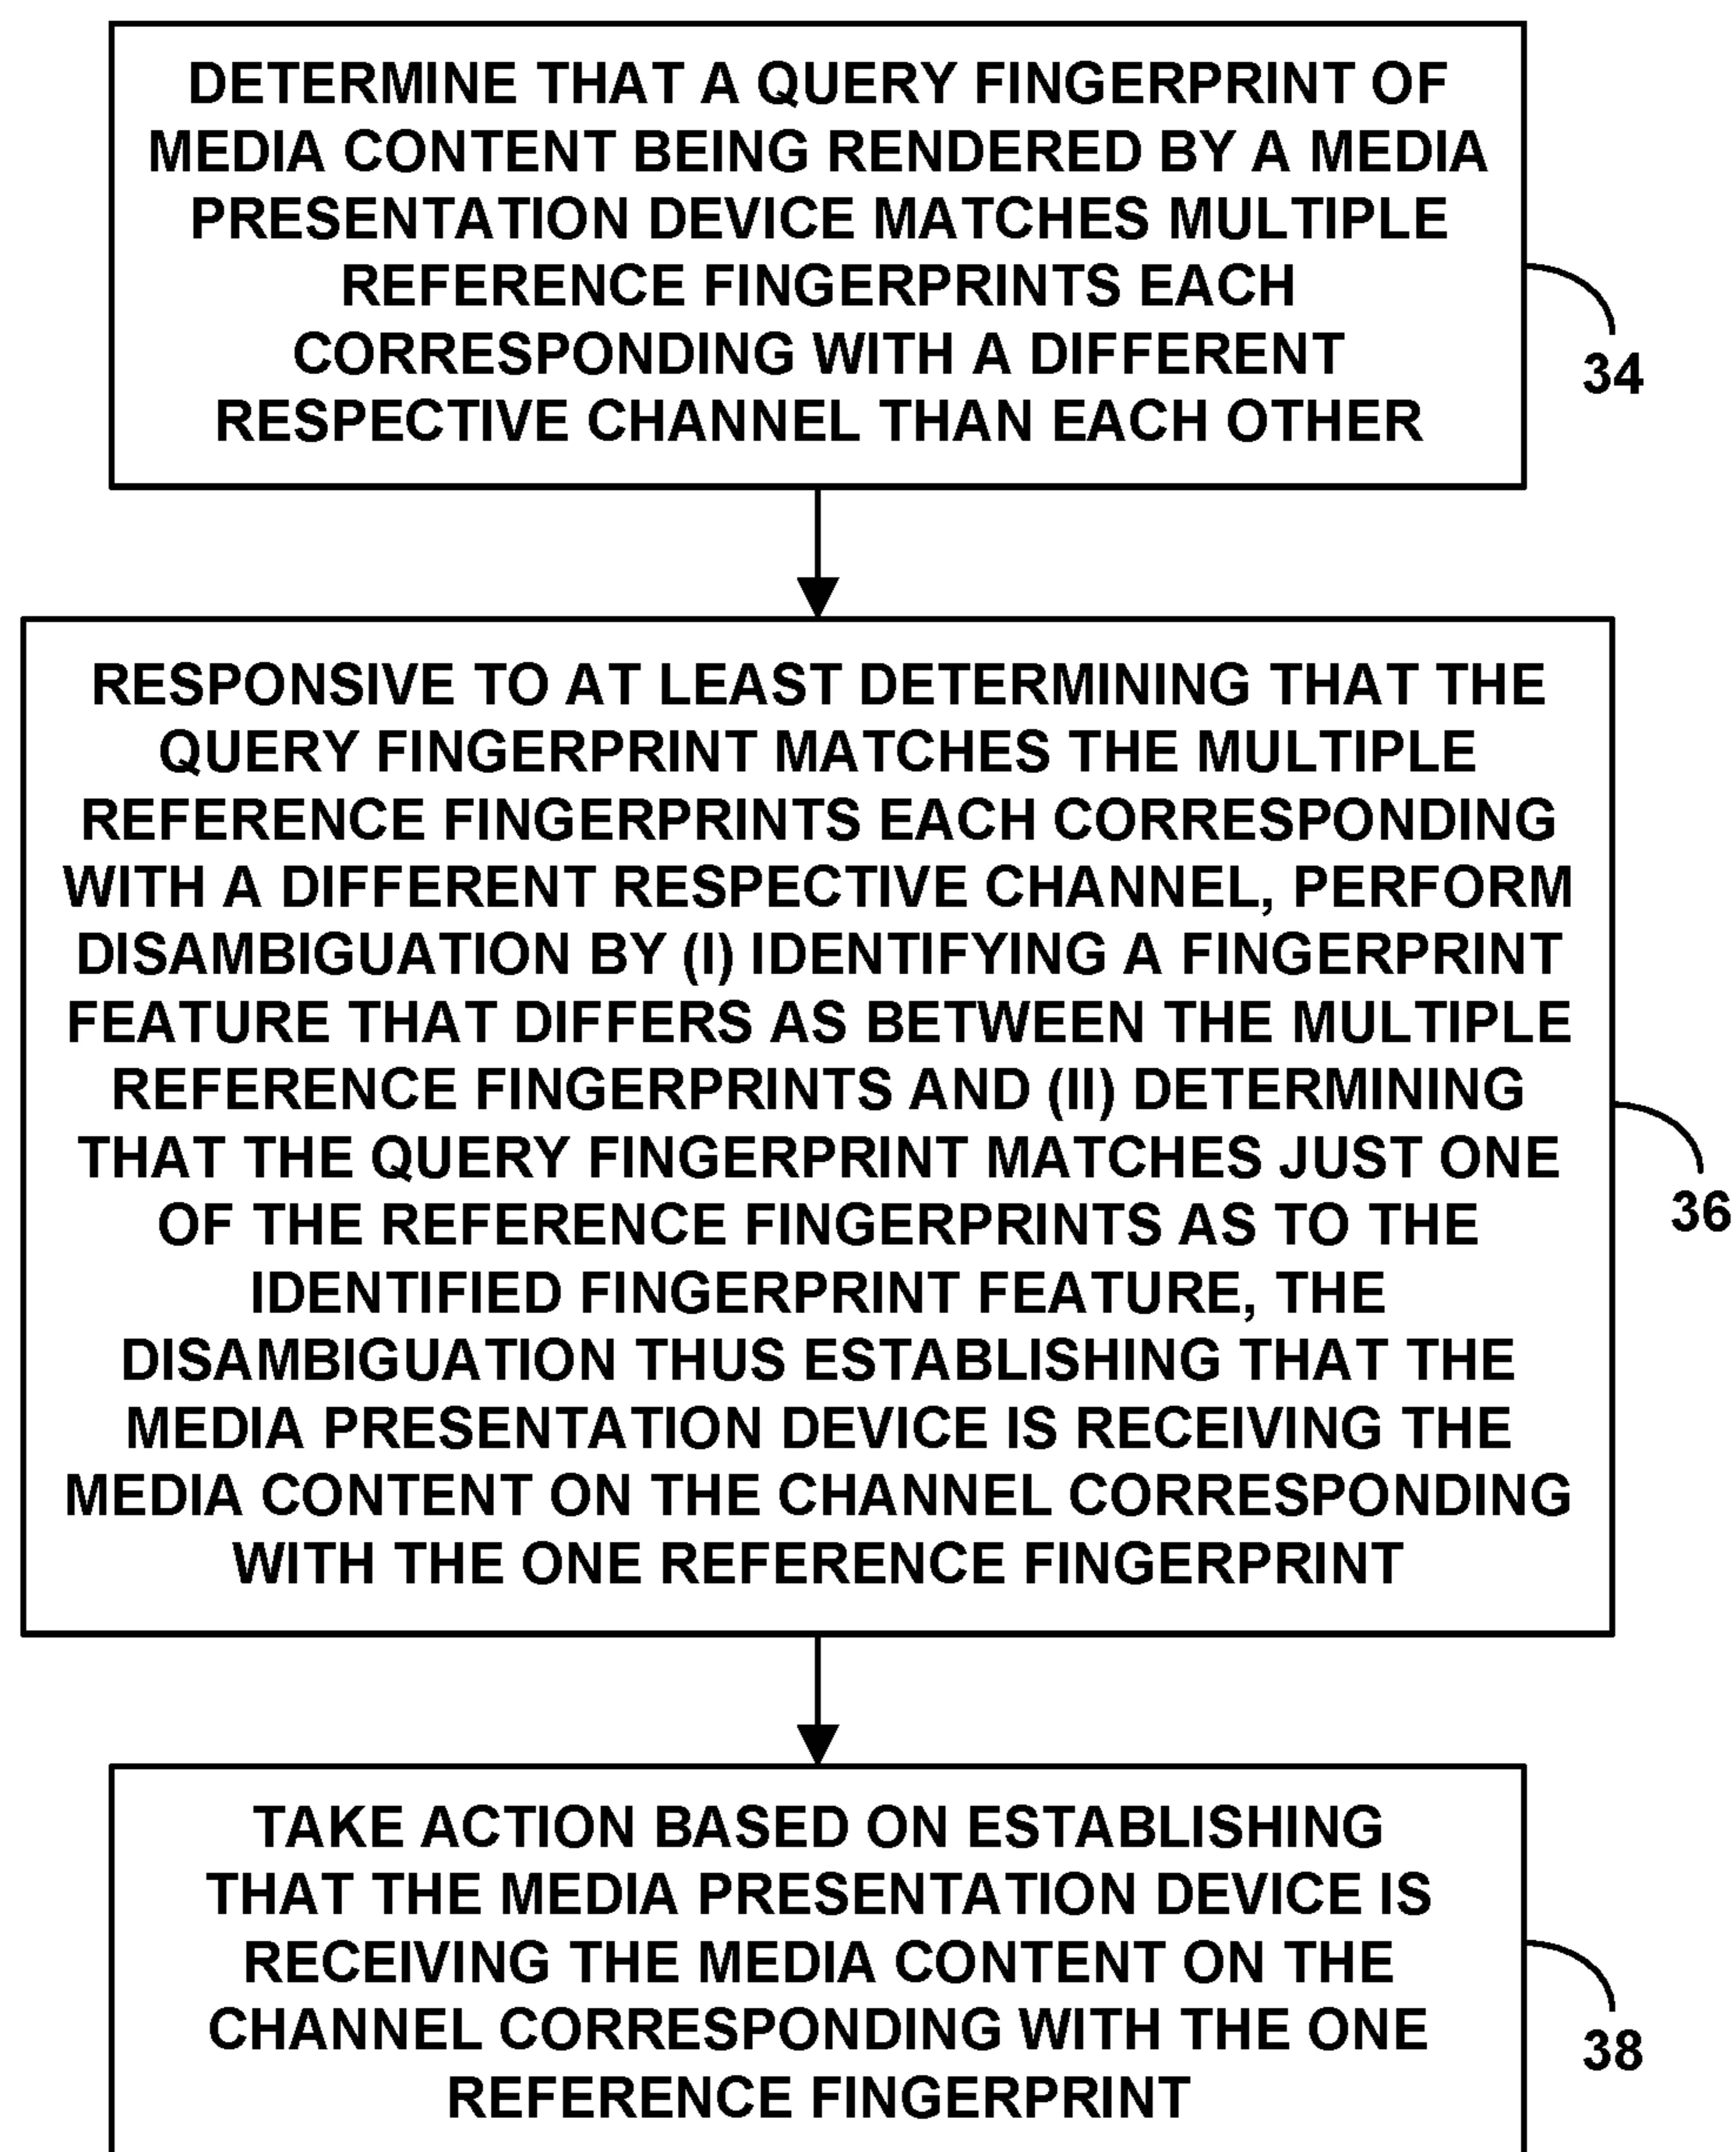 DETERMINE THAT A QUERY FINGERPRINT OF
MEDIA CONTENT BEING RENDERED BY A MEDIA
PRESENTATION DEVICE MATCHES MULTIPLE
REFERENCE FINGERPRINTS EACH
CORRESPONDING WITH A DIFFERENT
RESPECTIVE CHANNEL THAN EACH OTHER
34
RESPONSIVE TO AT LEAST DETERMINING THAT THE
QUERY FINGERPRINT MATCHES THE MULTIPLE
REFERENCE FINGERPRINTS EACH CORRESPONDING
WITH A DIFFERENT RESPECTIVE CHANNEL, PERFORM
DISAMBIGUATION BY (I) IDENTIFYING A FINGERPRINT
FEATURE THAT DIFFERS AS BETWEEN THE MULTIPLE
REFERENCE FINGERPRINTS AND (II) DETERMINING
THAT THE QUERY FINGERPRINT MATCHES JUST ONE
OF THE REFERENCE FINGERPRINTS AS TO THE
IDENTIFIED FINGERPRINT FEATURE, THE
DISAMBIGUATION THUS ESTABLISHING THAT THE
MEDIA PRESENTATION DEVICE IS RECEIVING THE
MEDIA CONTENT ON THE CHANNEL CORRESPONDING
WITH THE ONE REFERENCE FINGERPRINT
36
TAKE ACTION BASED ON ESTABLISHING
THAT THE MEDIA PRESENTATION DEVICE IS
RECEIVING THE MEDIA CONTENT ON THE
CHANNEL CORRESPONDING WITH THE ONE
REFERENCE FINGERPRINT
38